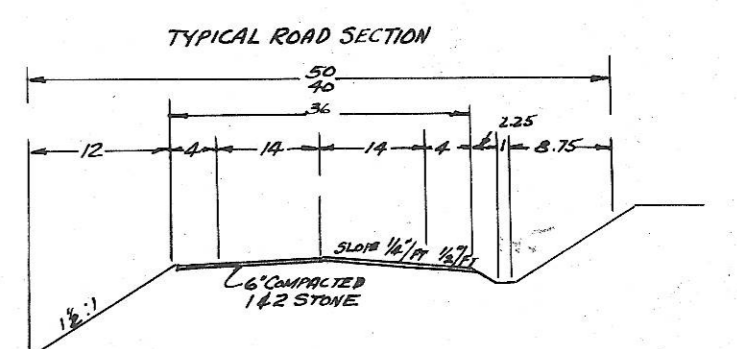 TYPICAL ROAD SECTION
50
40
36
2.25
12 4 14 14 4 1 8.75
SLOPE 1/4"/FT 1/2"/FT
6" COMPACTED
1 & 2 STONE
1 1/2:1